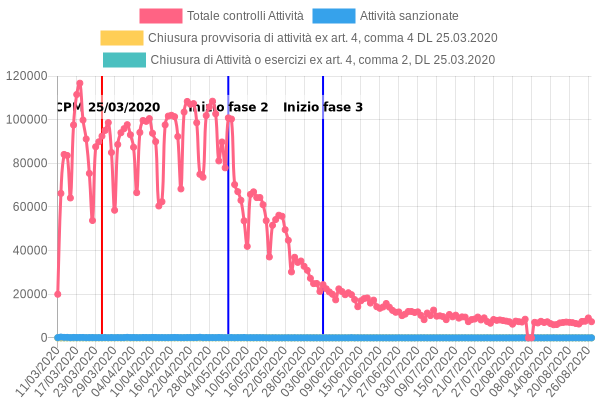 Totale controlli Attività
Attività sanzionate
Chiusura provvisoria di attività ex art. 4, comma 4 DL 25.03.2020
Chiusura di Attività o esercizi ex art. 4, comma 2, DL 25.03.2020
120000
CPM 25/03/2020 Inizio fase 2 Inizio fase 3
100000
80000
60000
40000
20000
0
11/03/2020 17/03/2020 23/03/2020 29/03/2020 04/04/2020 10/04/2020 16/04/2020 22/04/2020 28/04/2020 04/05/2020 10/05/2020 16/05/2020 22/05/2020 28/05/2020 03/06/2020 09/06/2020 15/06/2020 21/06/2020 27/06/2020 03/07/2020 09/07/2020 15/07/2020 21/07/2020 27/07/2020 02/08/2020 08/08/2020 14/08/2020 20/08/2020 26/08/2020